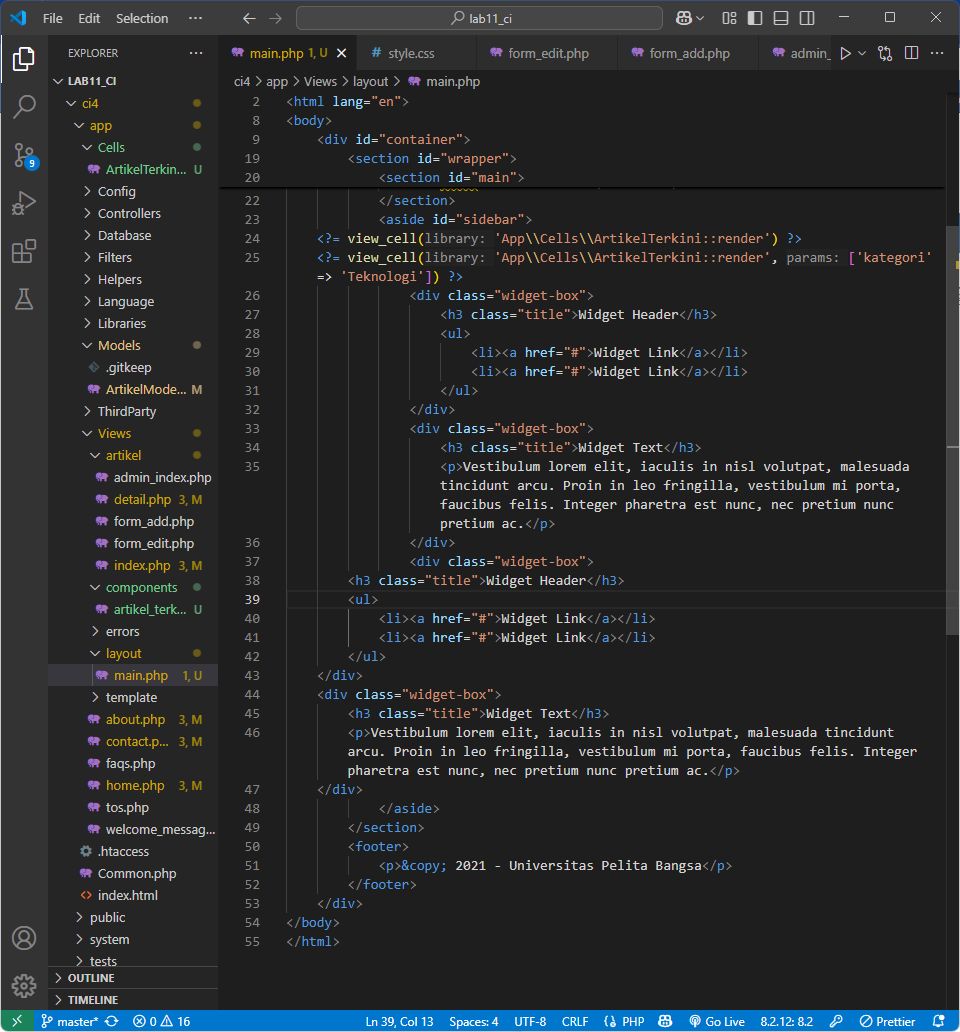 File Edit Selection ··· lab11_ci
EXPLORER ···
LAB11_CI
ci4
app
Cells
ArtikelTerkin... U
Config
Controllers
Database
Filters
Helpers
Language
Libraries
Models
.gitkeep
ArtikelMode... M
ThirdParty
Views
artikel
admin_index.php
detail.php 3, M
form_add.php
form_edit.php
index.php 3, M
components
artikel_terk... U
errors
layout
main.php 1, U
template
about.php 3, M
contact.p... 3, M
faqs.php
home.php 3, M
tos.php
welcome_messag...
.htaccess
Common.php
index.html
public
system
tests
OUTLINE
TIMELINE
9
main.php 1, U # style.css form_edit.php form_add.php admin_ ···
ci4 > app > Views > layout > main.php
2 <html lang="en">
8 <body>
9 <div id="container">
19 <section id="wrapper">
20 <section id="main">
22 </section>
23 <aside id="sidebar">
24 <?= view_cell(library: 'App\\Cells\\ArtikelTerkini::render') ?>
25 <?= view_cell(library: 'App\\Cells\\ArtikelTerkini::render', params: ['kategori'
=> 'Teknologi']) ?>
26 <div class="widget-box">
27 <h3 class="title">Widget Header</h3>
28 <ul>
29 <li><a href="#">Widget Link</a></li>
30 <li><a href="#">Widget Link</a></li>
31 </ul>
32 </div>
33 <div class="widget-box">
34 <h3 class="title">Widget Text</h3>
35 <p>Vestibulum lorem elit, iaculis in nisl volutpat, malesuada
tincidunt arcu. Proin in leo fringilla, vestibulum mi porta,
faucibus felis. Integer pharetra est nunc, nec pretium nunc
pretium ac.</p>
36 </div>
37 <div class="widget-box">
38 <h3 class="title">Widget Header</h3>
39 <ul>
40 <li><a href="#">Widget Link</a></li>
41 <li><a href="#">Widget Link</a></li>
42 </ul>
43 </div>
44 <div class="widget-box">
45 <h3 class="title">Widget Text</h3>
46 <p>Vestibulum lorem elit, iaculis in nisl volutpat, malesuada tincidunt
arcu. Proin in leo fringilla, vestibulum mi porta, faucibus felis. Integer
pharetra est nunc, nec pretium nunc pretium ac.</p>
47 </div>
48 </aside>
49 </section>
50 <footer>
51 <p>&copy; 2021 - Universitas Pelita Bangsa</p>
52 </footer>
53 </div>
54 </body>
55 </html>
master* 0 16 Ln 39, Col 13 Spaces: 4 UTF-8 CRLF {} PHP Go Live 8.2.12: 8.2 Prettier